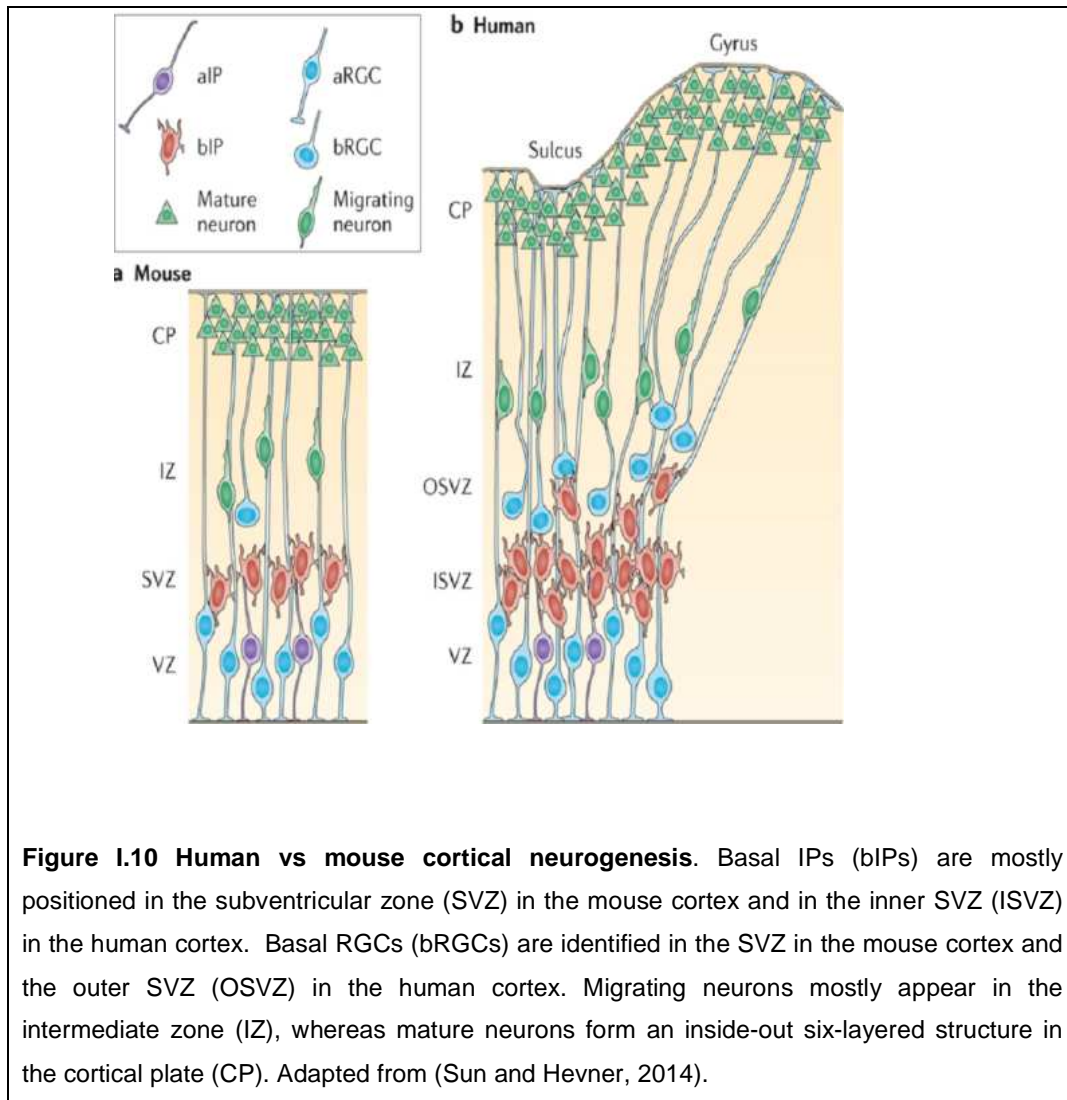 b Human
Gyrus
aIP
aRGC
bIP
bRGC
Sulcus
Mature
neuron
Migrating
neuron
CP
a Mouse
CP
IZ
IZ
OSVZ
SVZ
ISVZ
VZ
VZ
Figure I.10 Human vs mouse cortical neurogenesis. Basal IPs (bIPs) are mostly
positioned in the subventricular zone (SVZ) in the mouse cortex and in the inner SVZ (ISVZ)
in the human cortex. Basal RGCs (bRGCs) are identified in the SVZ in the mouse cortex and
the outer SVZ (OSVZ) in the human cortex. Migrating neurons mostly appear in the
intermediate zone (IZ), whereas mature neurons form an inside-out six-layered structure in
the cortical plate (CP). Adapted from (Sun and Hevner, 2014).